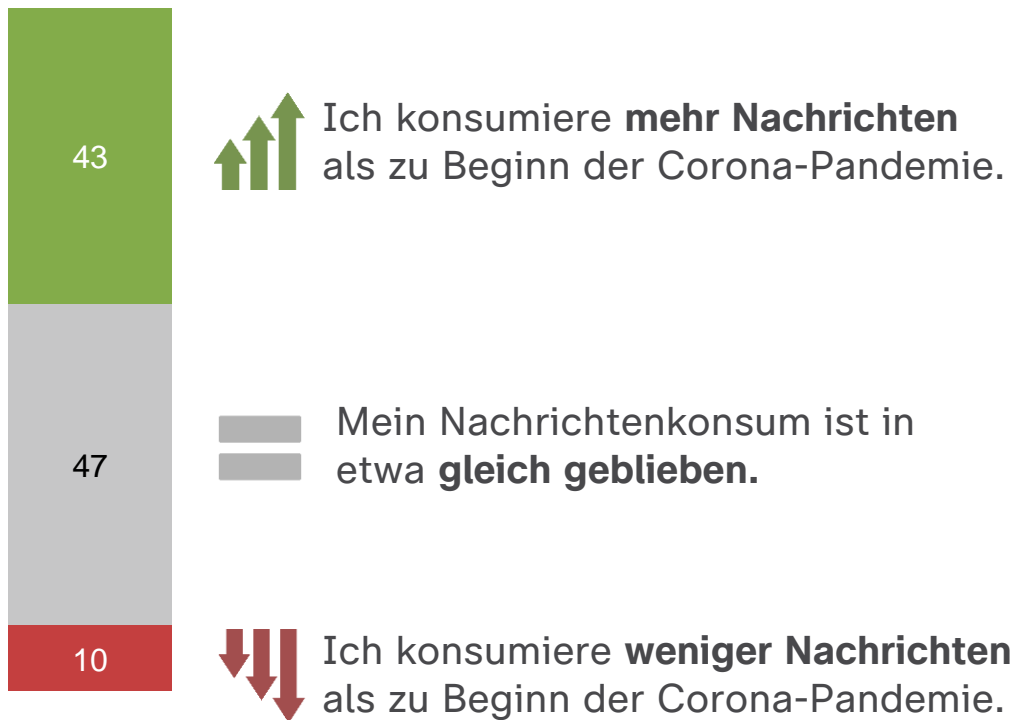 43
Ich konsumiere mehr Nachrichten
als zu Beginn der Corona-Pandemie.
47
Mein Nachrichtenkonsum ist in
etwa gleich geblieben.
10
Ich konsumiere weniger Nachrichten
als zu Beginn der Corona-Pandemie.